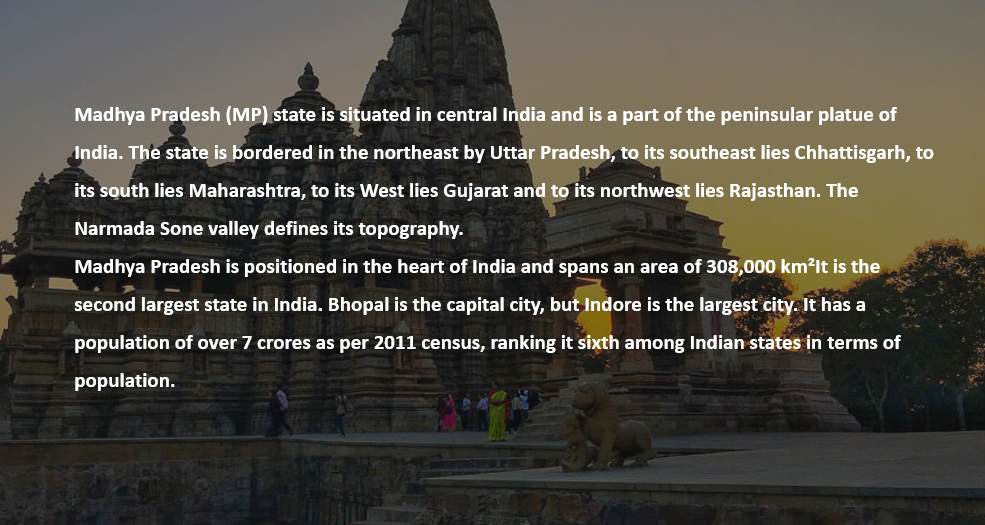 Madhya Pradesh (MP) state is situated in central India and is a part of the peninsular platue of
India. The state is bordered in the northeast by Uttar Pradesh, to its southeast lies Chhattisgarh, to
its south lies Maharashtra, to its West lies Gujarat and to its northwest lies Rajasthan. The
Narmada Sone valley defines its topography.
Madhya Pradesh is positioned in the heart of India and spans an area of 308,000 km²It is the
second largest state in India. Bhopal is the capital city, but Indore is the largest city. It has a
population of over 7 crores as per 2011 census, ranking it sixth among Indian states in terms of
population.